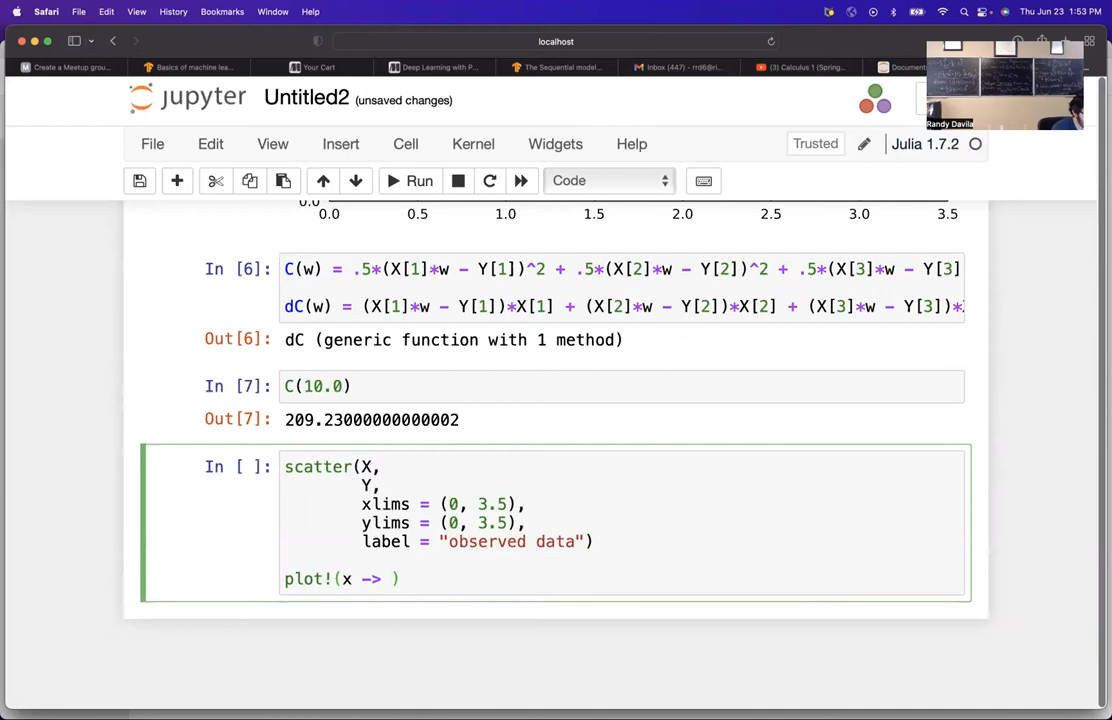 Safari File Edit View History Bookmarks Window Help Thu Jun 23 1:53 PM
localhost
Create a Meetup grou... Basics of machine lea... Your Cart Deep Learning with P... The Sequential model... Inbox (447) - rrd6@ri... (3) Calculus 1 (Spring... Document
Randy Davila
jupyter Untitled2 (unsaved changes)
File Edit View Insert Cell Kernel Widgets Help Trusted Julia 1.7.2
Run Code
0.0
0.0 0.5 1.0 1.5 2.0 2.5 3.0 3.5
In [6]: C(w) = .5*(X[1]*w - Y[1])^2 + .5*(X[2]*w - Y[2])^2 + .5*(X[3]*w - Y[3]
dC(w) = (X[1]*w - Y[1])*X[1] + (X[2]*w - Y[2])*X[2] + (X[3]*w - Y[3])*
Out[6]: dC (generic function with 1 method)
In [7]: C(10.0)
Out[7]: 209.23000000000002
In [ ]: scatter(X,
Y,
xlims = (0, 3.5),
ylims = (0, 3.5),
label = "observed data")
plot!(x -> )